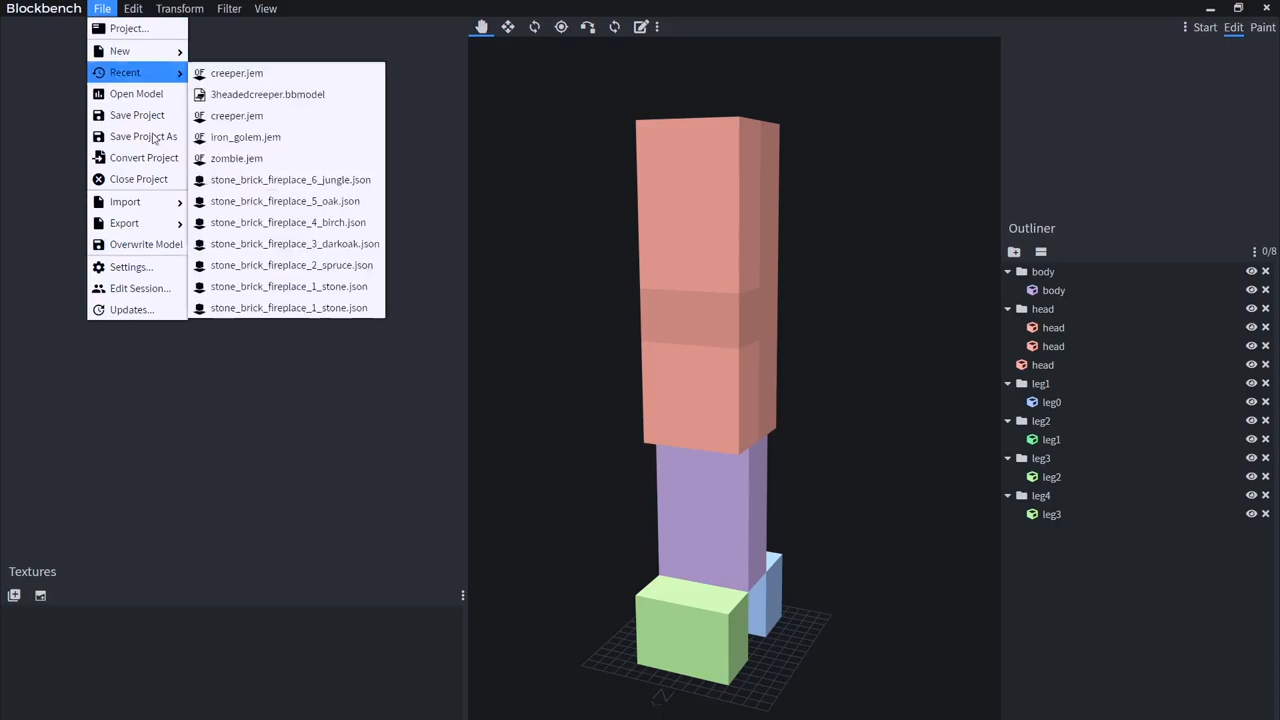 Blockbench File Edit Transform Filter View
Start Edit Paint
Project...
New
Recent
Open Model
Save Project
Save Project As
Convert Project
Close Project
Import
Export
Overwrite Model
Settings...
Edit Session...
Updates...
creeper.jem
3headedcreeper.bbmodel
creeper.jem
iron_golem.jem
zombie.jem
stone_brick_fireplace_6_jungle.json
stone_brick_fireplace_5_oak.json
stone_brick_fireplace_4_birch.json
stone_brick_fireplace_3_darkoak.json
stone_brick_fireplace_2_spruce.json
stone_brick_fireplace_1_stone.json
stone_brick_fireplace_1_stone.json
Outliner
0/8
body
body
head
head
head
head
leg1
leg0
leg2
leg1
leg3
leg2
leg4
leg3
Textures